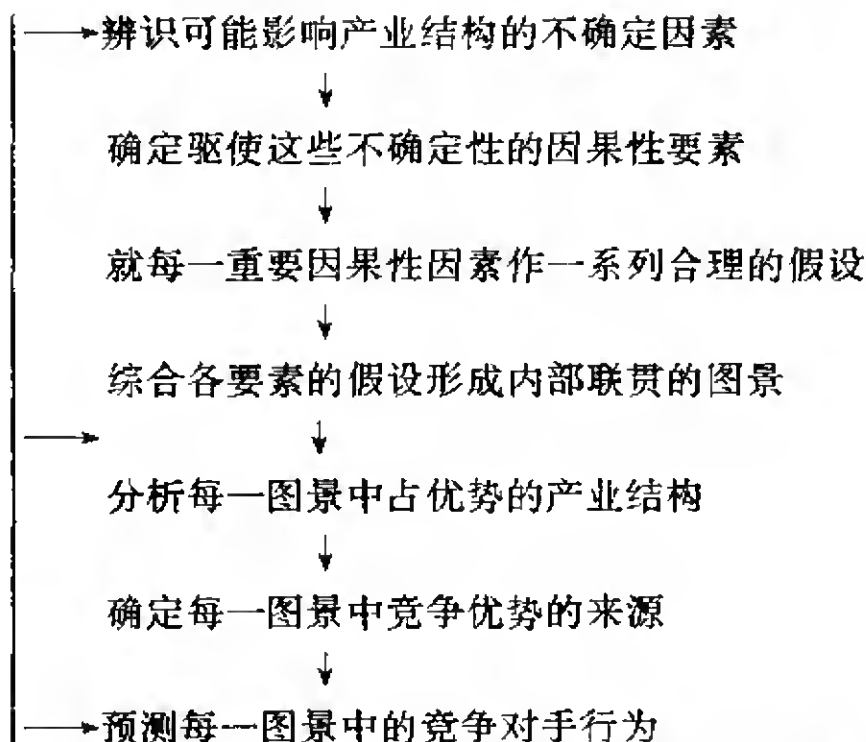 辨识可能影响产业结构的不确定因素
确定驱使这些不确定性的因果性要素
就每一重要因果性因素作一系列合理的假设
综合各要素的假设形成内部联贯的图景
分析每一图景中占优势的产业结构
确定每一图景中竞争优势的来源
预测每一图景中的竞争对手行为